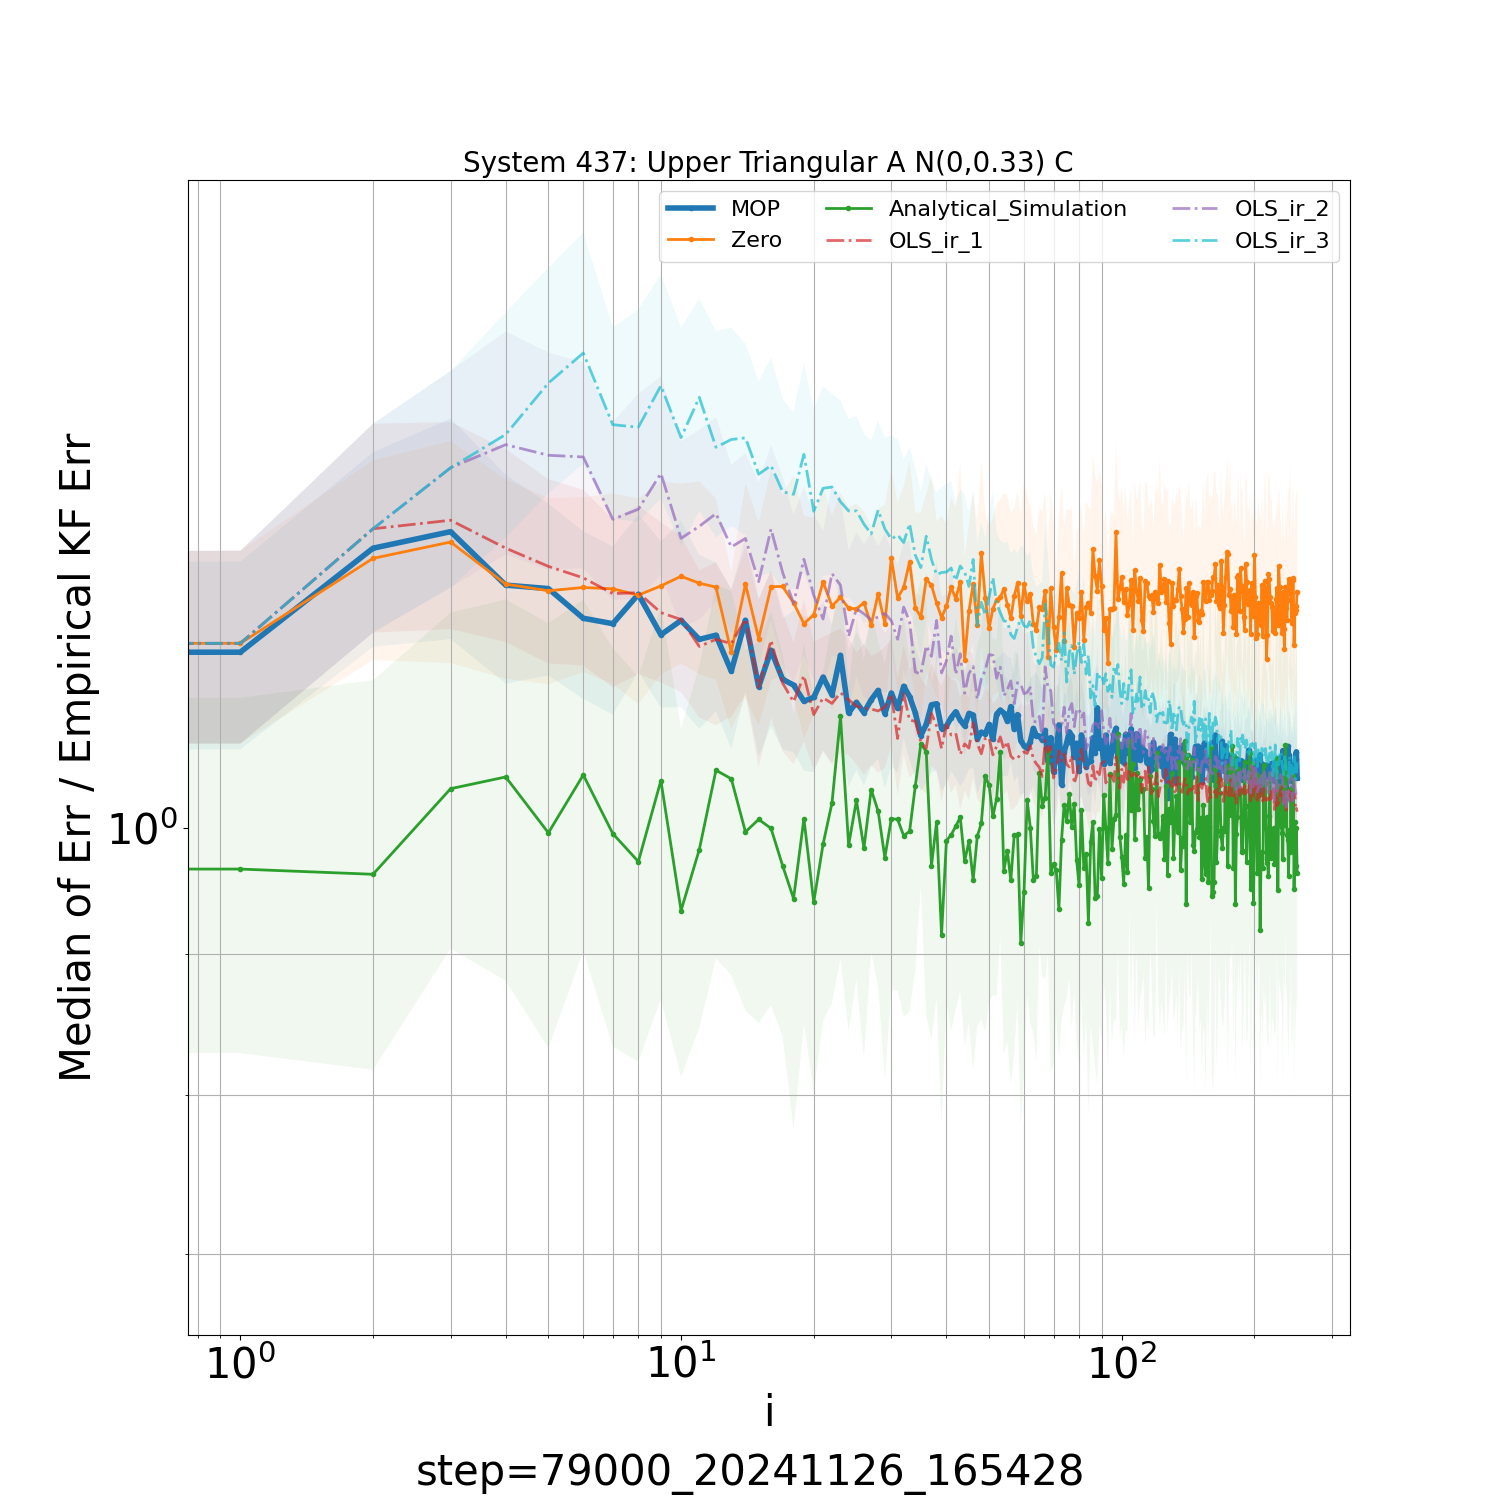 System 437: Upper Triangular A N(0,0.33) C
MOP
Zero
Analytical_Simulation
OLS_ir_1
OLS_ir_2
OLS_ir_3
Median of Err / Empirical KF Err
10⁰
10⁰ 10¹ 10²
i
step=79000_20241126_165428